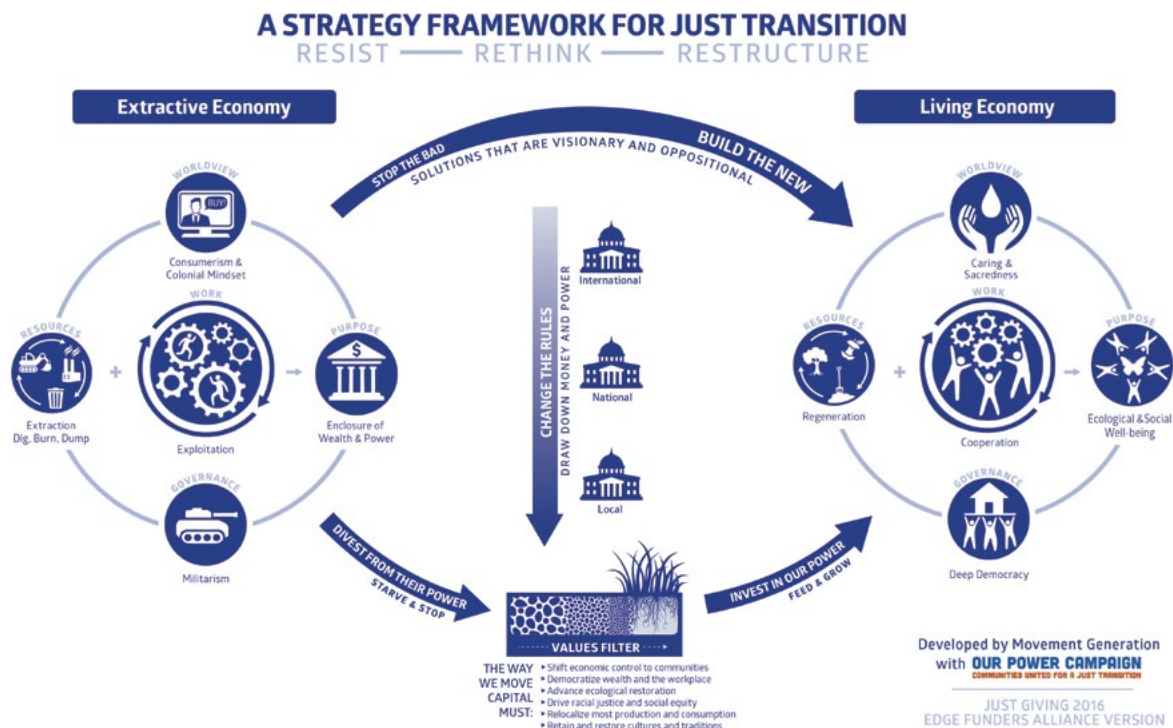 A STRATEGY FRAMEWORK FOR JUST TRANSITION
RESIST RETHINK RESTRUCTURE
Extractive Economy
WORLDVIEW
BUY!
Consumerism &
Colonial Mindset
RESOURCES
Extraction
Dig, Burn, Dump
+
WORK
Exploitation
PURPOSE
$
Enclosure of
Wealth & Power
GOVERNANCE
Militarism
STOP THE BAD
BUILD THE NEW
SOLUTIONS THAT ARE VISIONARY AND OPPOSITIONAL
CHANGE THE RULES
DRAW DOWN MONEY AND POWER
International
National
Local
DIVEST FROM THEIR POWER
STARVE & STOP
VALUES FILTER
INVEST IN OUR POWER
FEED & GROW
THE WAY
WE MOVE
CAPITAL
MUST:
Shift economic control to communities
Democratize wealth and the workplace
Advance ecological restoration
Drive racial justice and social equity
Relocalize most production and consumption
Retain and restore cultures and traditions
Living Economy
WORLDVIEW
Caring &
Sacredness
RESOURCES
Regeneration
+
WORK
Cooperation
PURPOSE
Ecological & Social
Well-being
GOVERNANCE
Deep Democracy
Developed by Movement Generation
with OUR POWER CAMPAIGN
COMMUNITIES UNITED FOR A JUST TRANSITION
JUST GIVING 2016
EDGE FUNDERS ALLIANCE VERSION